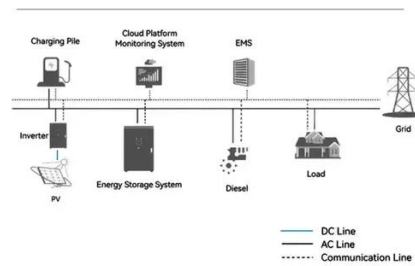 Charging Pile
Cloud Platform
Monitoring System
EMS
Grid
Inverter
PV
Energy Storage System
Diesel
Load
DC Line
AC Line
Communication Line